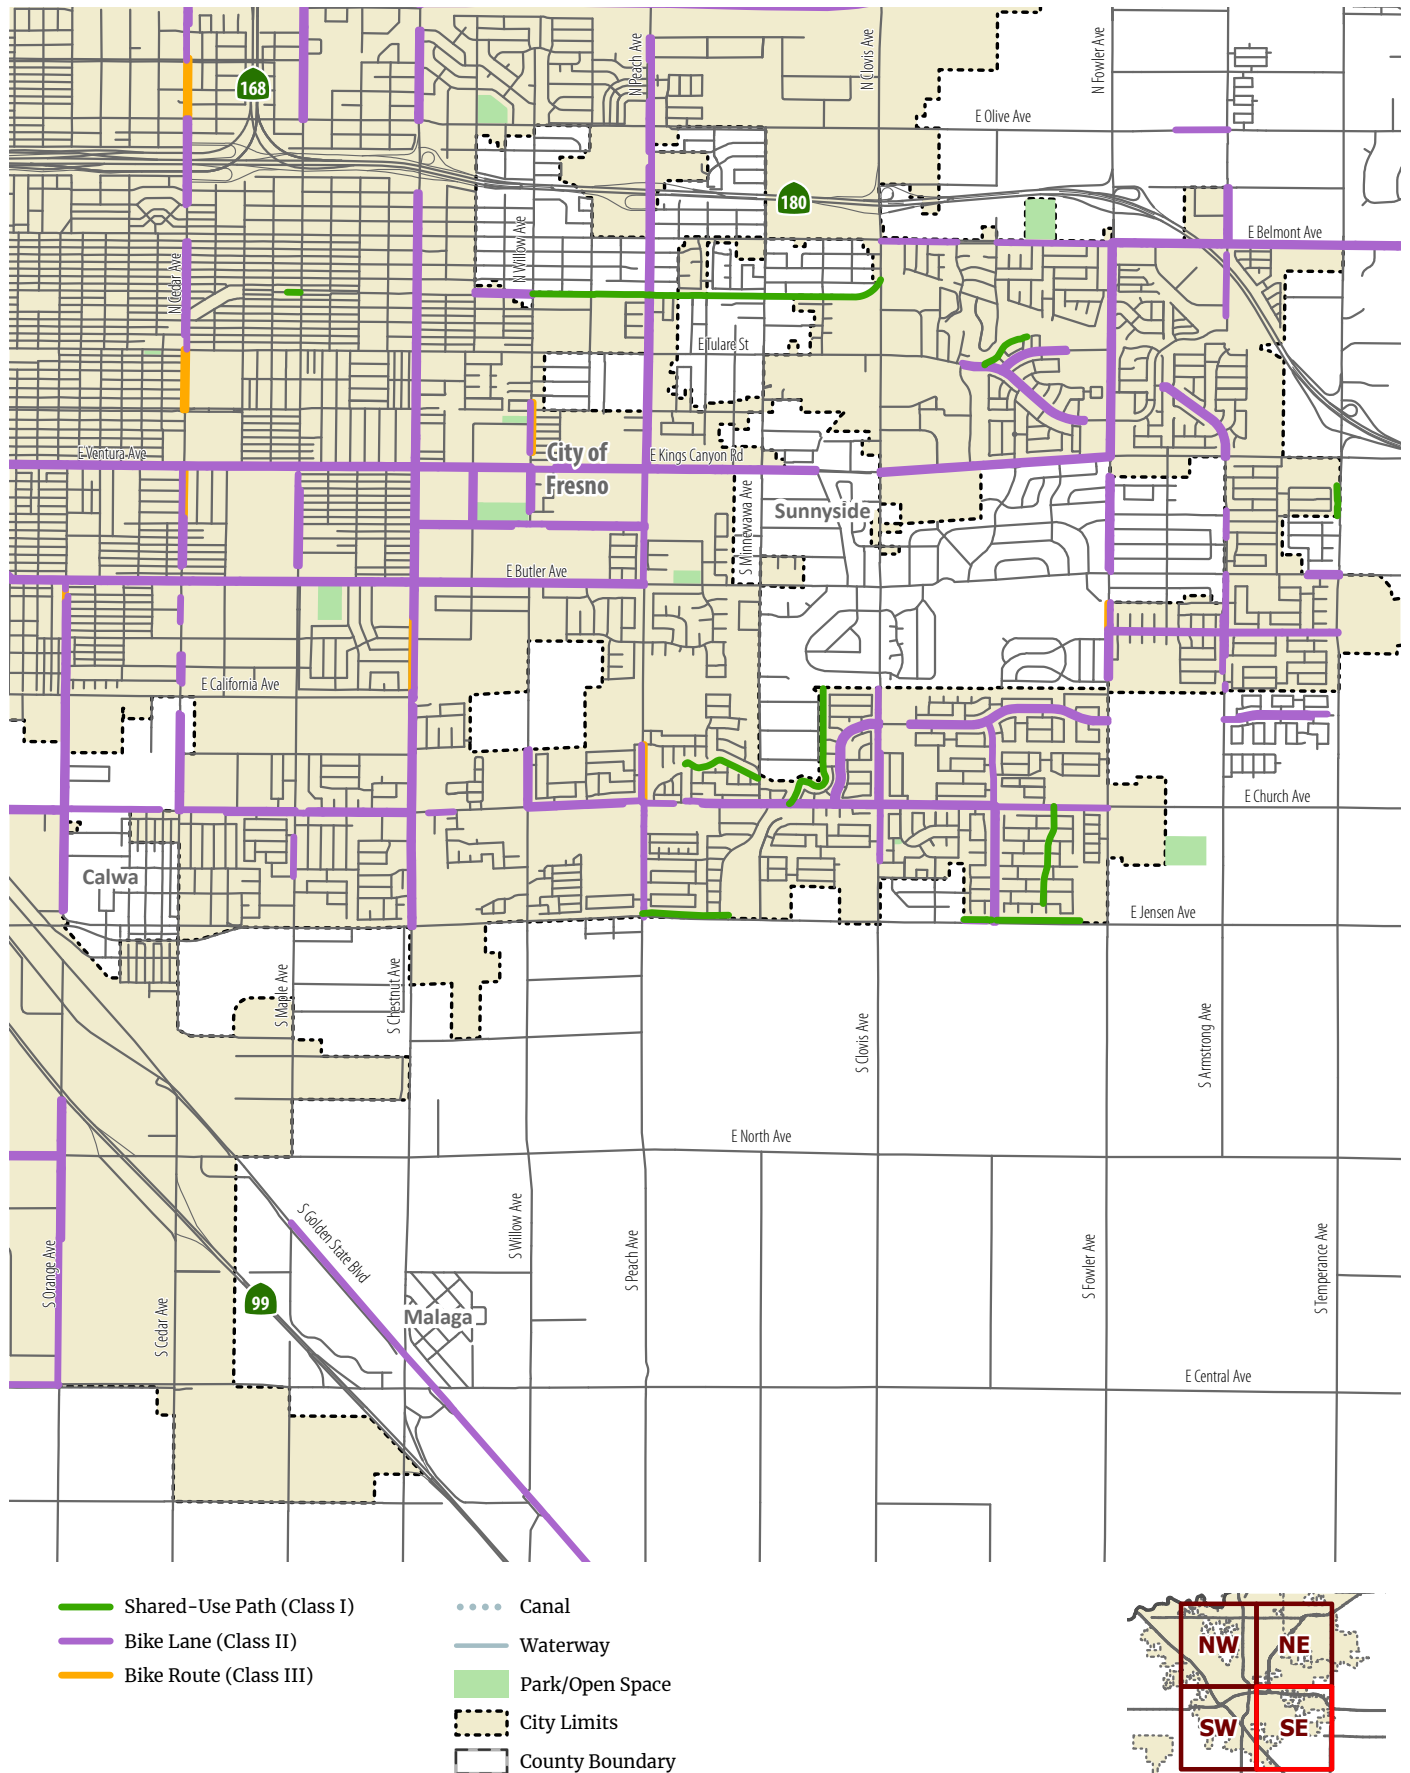 N Peach Ave
N Clovis Ave
N Fowler Ave
168
E Olive Ave
180
N Willow Ave
E Belmont Ave
N Cedar Ave
E Tulare St
E Ventura Ave
City of
Fresno
E Kings Canyon Rd
S Minnewawa Ave
Sunnyside
E Butler Ave
E California Ave
E Church Ave
Calwa
E Jensen Ave
S Maple Ave
S Chestnut Ave
S Clovis Ave
S Armstrong Ave
E North Ave
S Golden State Blvd
S Willow Ave
S Peach Ave
S Fowler Ave
S Temperance Ave
S Orange Ave
S Cedar Ave
99
Malaga
E Central Ave
Shared-Use Path (Class I)
Bike Lane (Class II)
Bike Route (Class III)
Canal
Waterway
Park/Open Space
City Limits
County Boundary
NW
NE
SW
SE